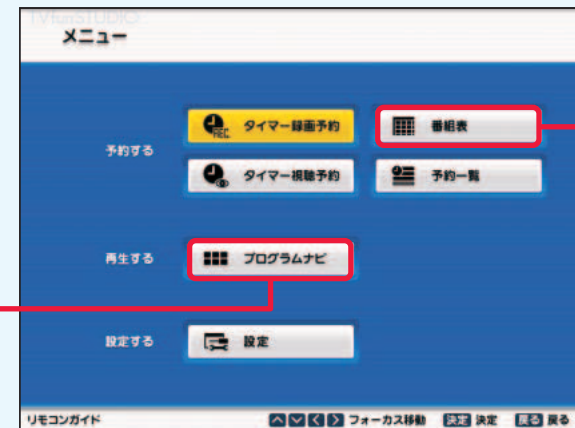 TVfunSTUDIO
メニュー
予約する
REC タイマー録画予約
番組表
タイマー視聴予約
予約一覧
再生する
プログラムナビ
設定する
設定
リモコンガイド
フォーカス移動 決定 決定 戻る 戻る